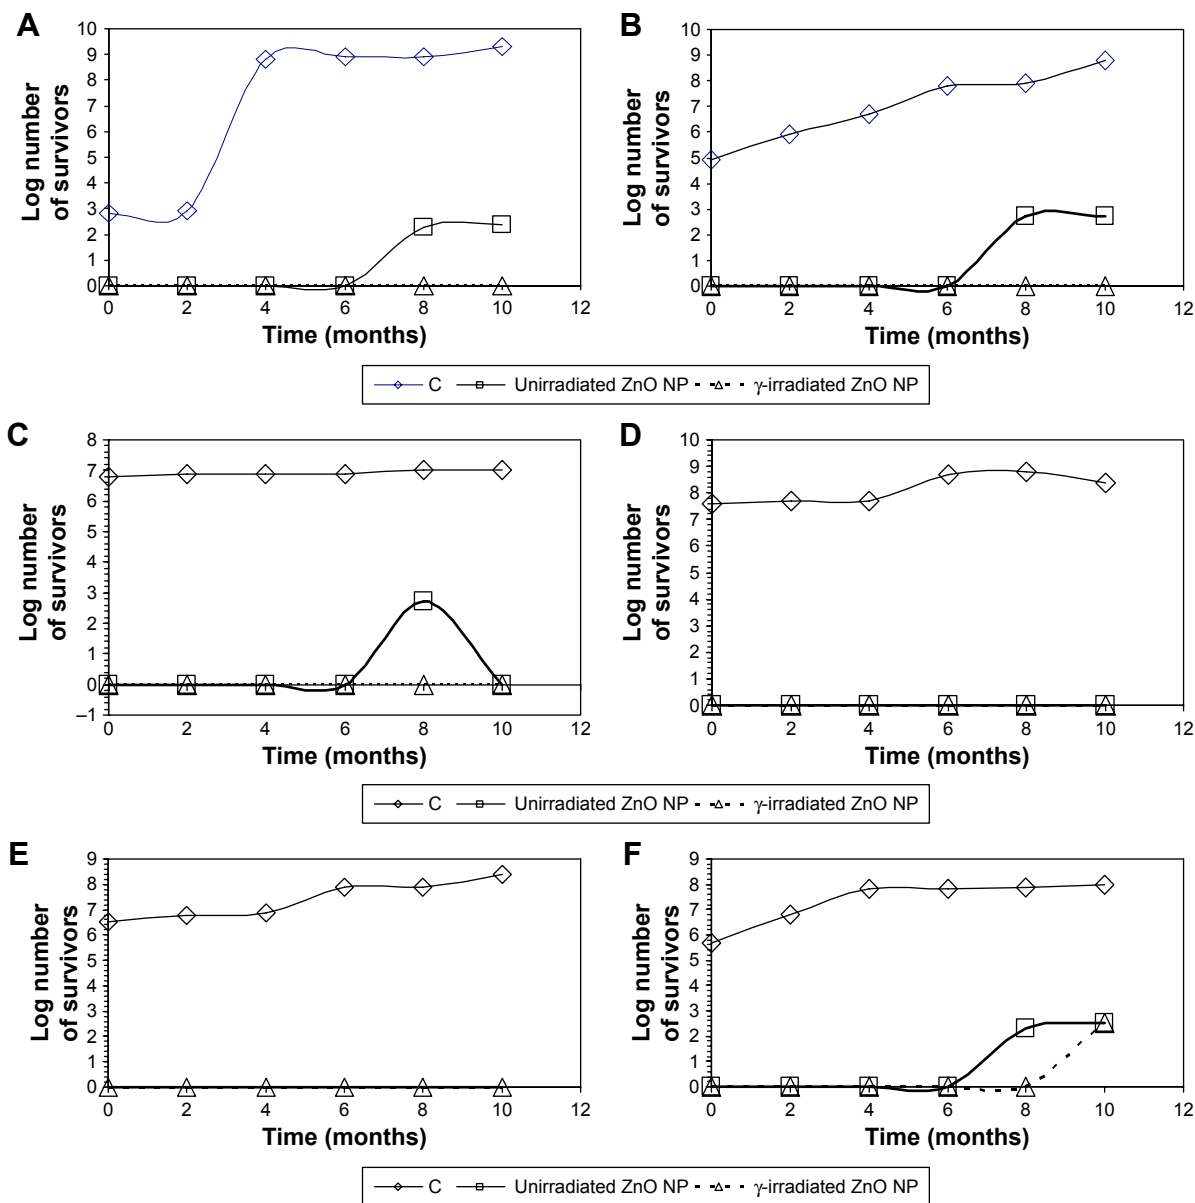 A
Log number
of survivors
10
9
8
7
6
5
4
3
2
1
0
0 2 4 6 8 10 12
Time (months)
B
Log number
of survivors
10
9
8
7
6
5
4
3
2
1
0
0 2 4 6 8 10 12
Time (months)
C Unirradiated ZnO NP γ-irradiated ZnO NP
C
Log number
of survivors
8
7
6
5
4
3
2
1
0
–1
0 2 4 6 8 10 12
Time (months)
D
Log number
of survivors
10
9
8
7
6
5
4
3
2
1
0
0 2 4 6 8 10 12
Time (months)
C Unirradiated ZnO NP γ-irradiated ZnO NP
E
Log number
of survivors
9
8
7
6
5
4
3
2
1
0
0 2 4 6 8 10 12
Time (months)
F
Log number
of survivors
9
8
7
6
5
4
3
2
1
0
0 2 4 6 8 10 12
Time (months)
C Unirradiated ZnO NP γ-irradiated ZnO NP